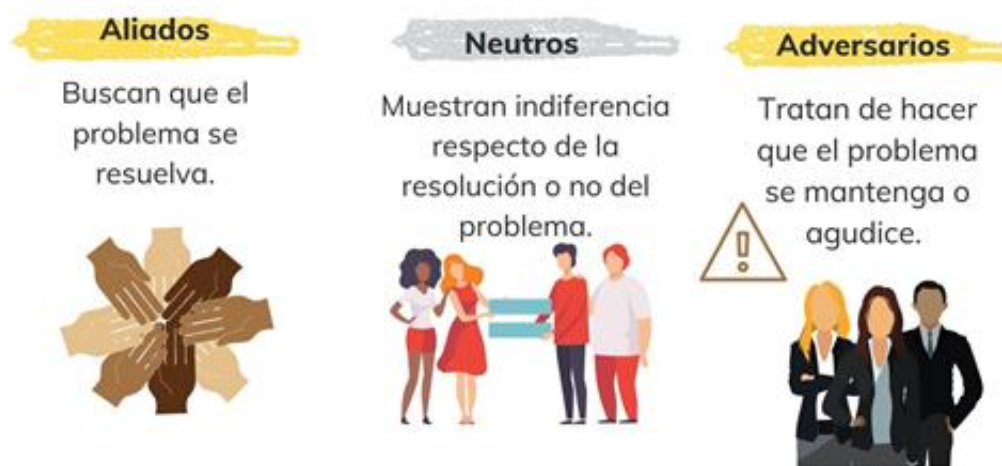 Aliados
Buscan que el
problema se
resuelva.
Neutros
Muestran indiferencia
respecto de la
resolución o no del
problema.
Adversarios
Tratan de hacer
que el problema
se mantenga o
agudice.